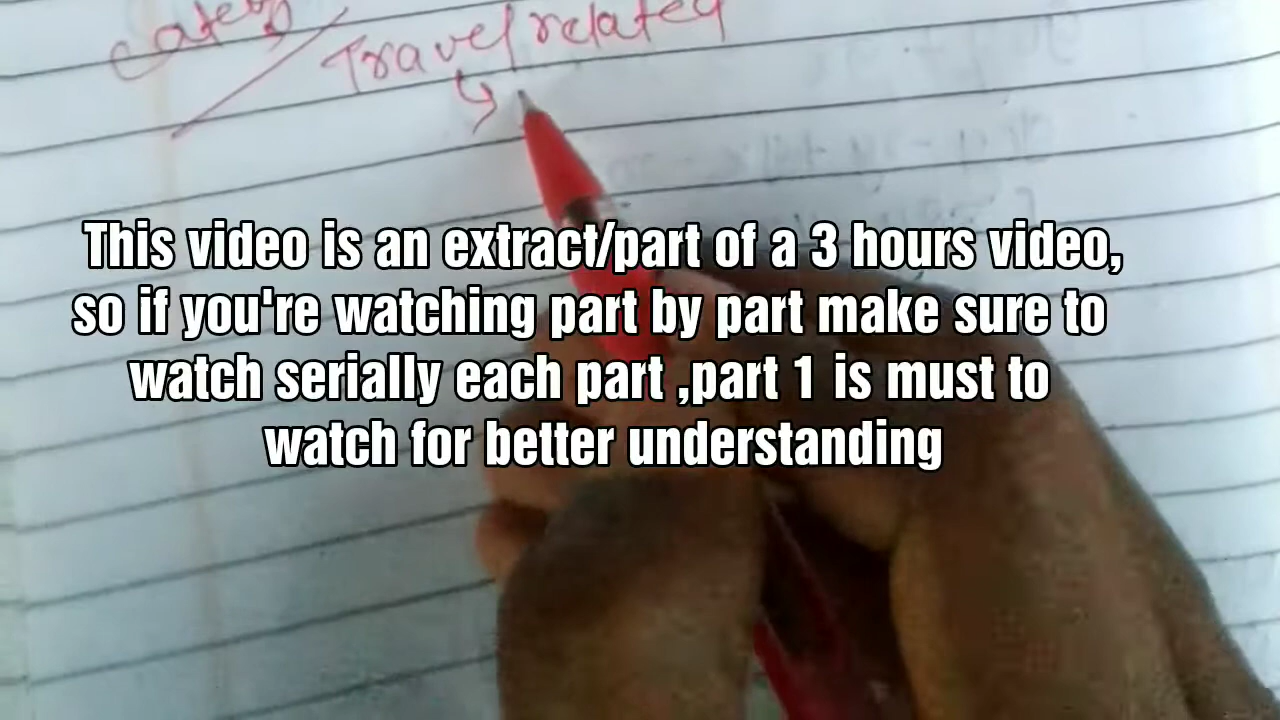 Travel related
This video is an extract/part of a 3 hours video,
so if you're watching part by part make sure to
watch serially each part ,part 1 is must to
watch for better understanding